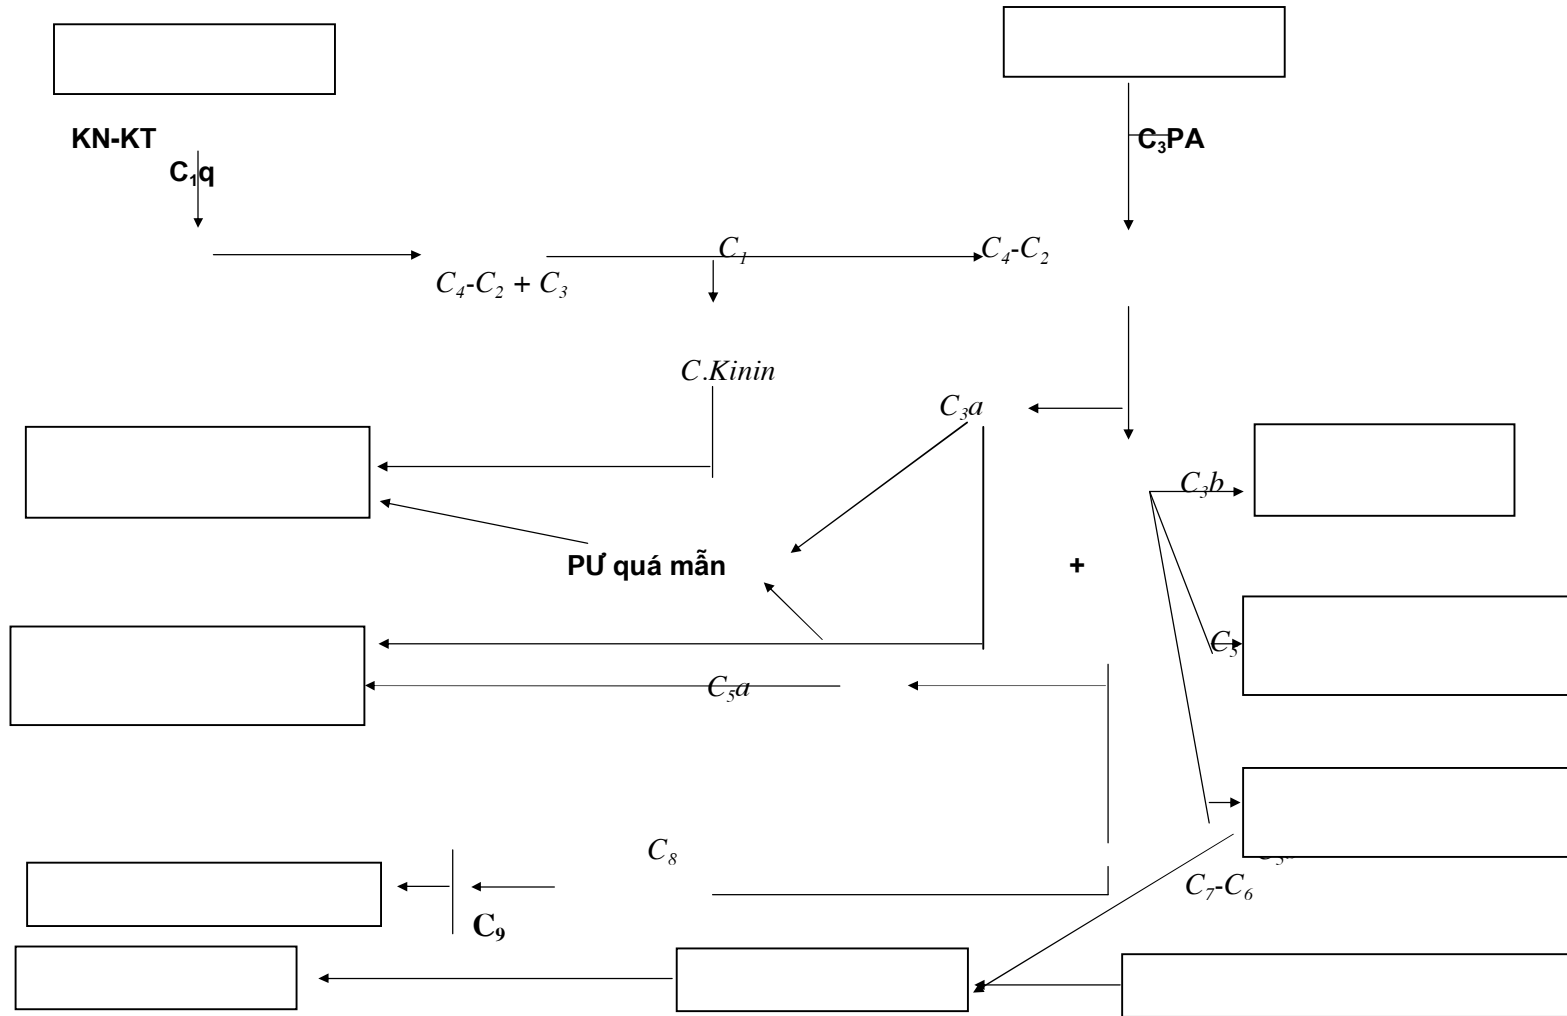 KN-KT
C₃PA
C₁q
C₁
C₄-C₂
C₄-C₂ + C₃
C.Kinin
C₃a
C₃b
PƯ quá mẫn
+
C₅
C₅a
C₈
C₇-C₆
C₉